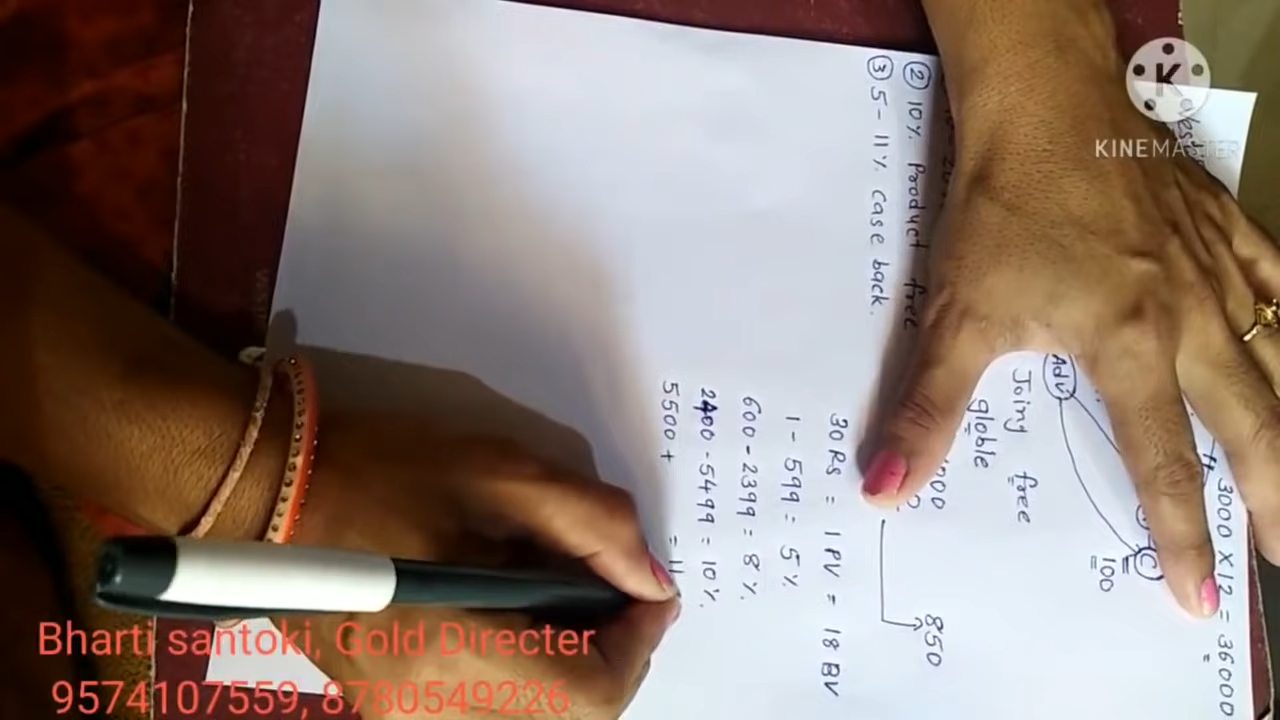 3000 X 12 = 36000
100
Adv
Joing free
globle
850
② 10% Product free
③ 5 - 11% case back.
30 RS = 1 PV = 18 BV
1 - 599 = 5%
600 - 2399 = 8%.
2400 - 5499 = 10%.
5500 + = 11
KINEMASTER
Bharti santoki, Gold Directer
9574107559, 8780549226